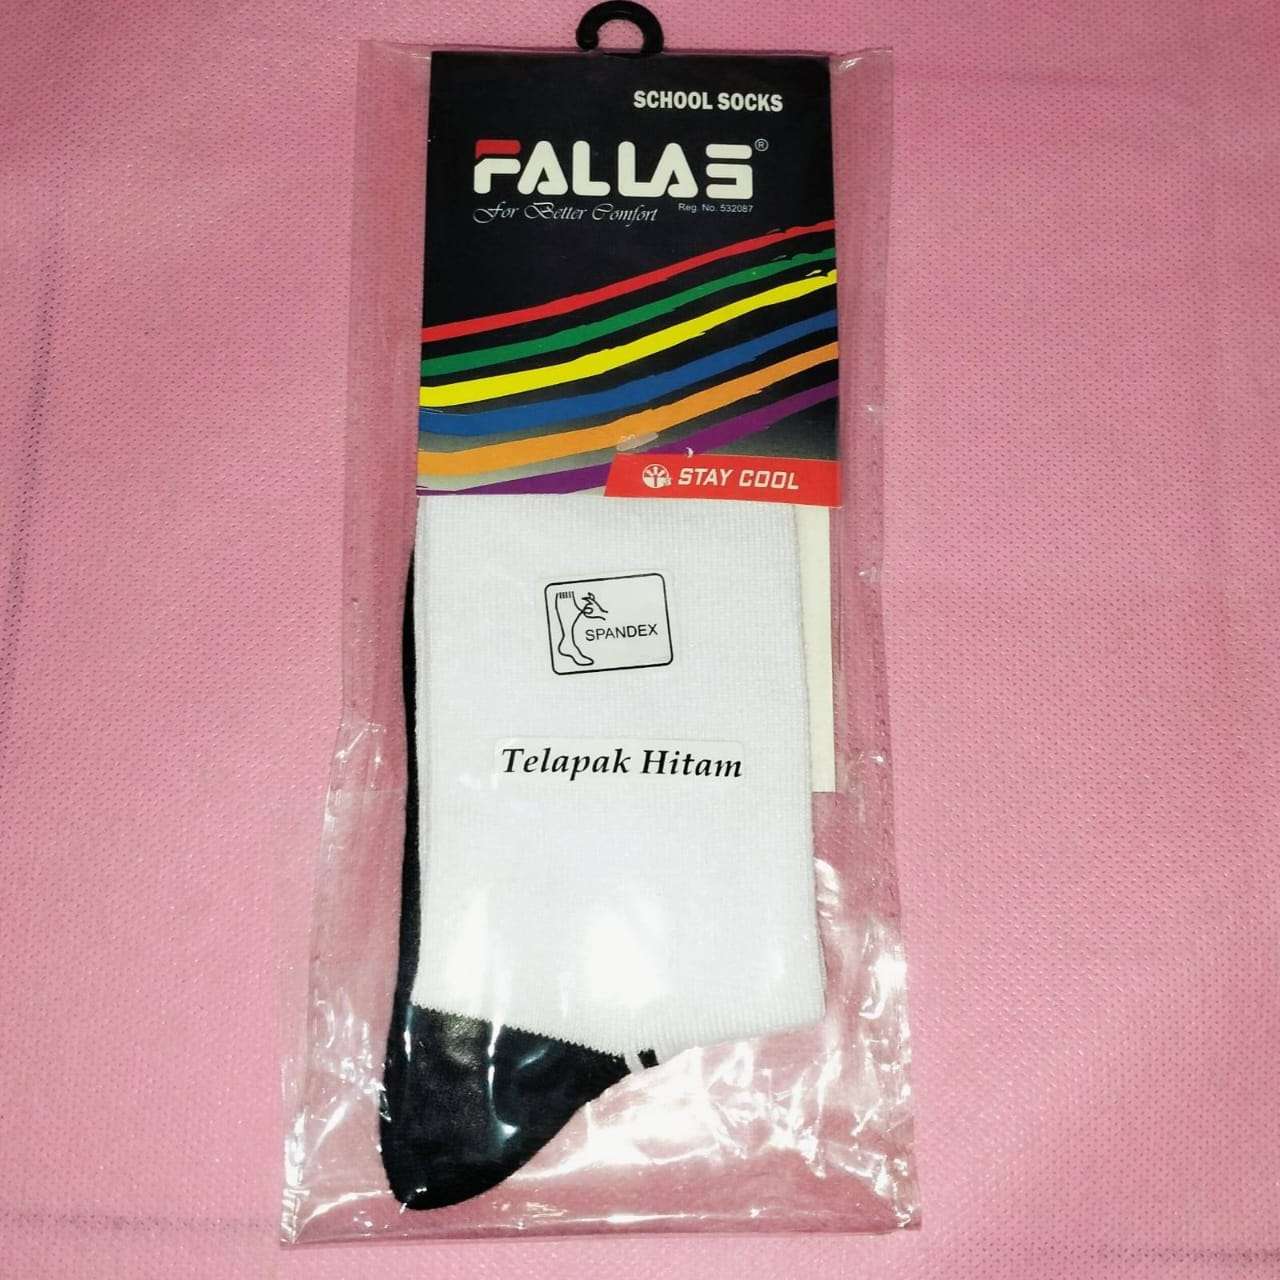 SCHOOL SOCKS
FALLAS®
For Better Comfort
Reg. No. 532087
STAY COOL
SPANDEX
Telapak Hitam